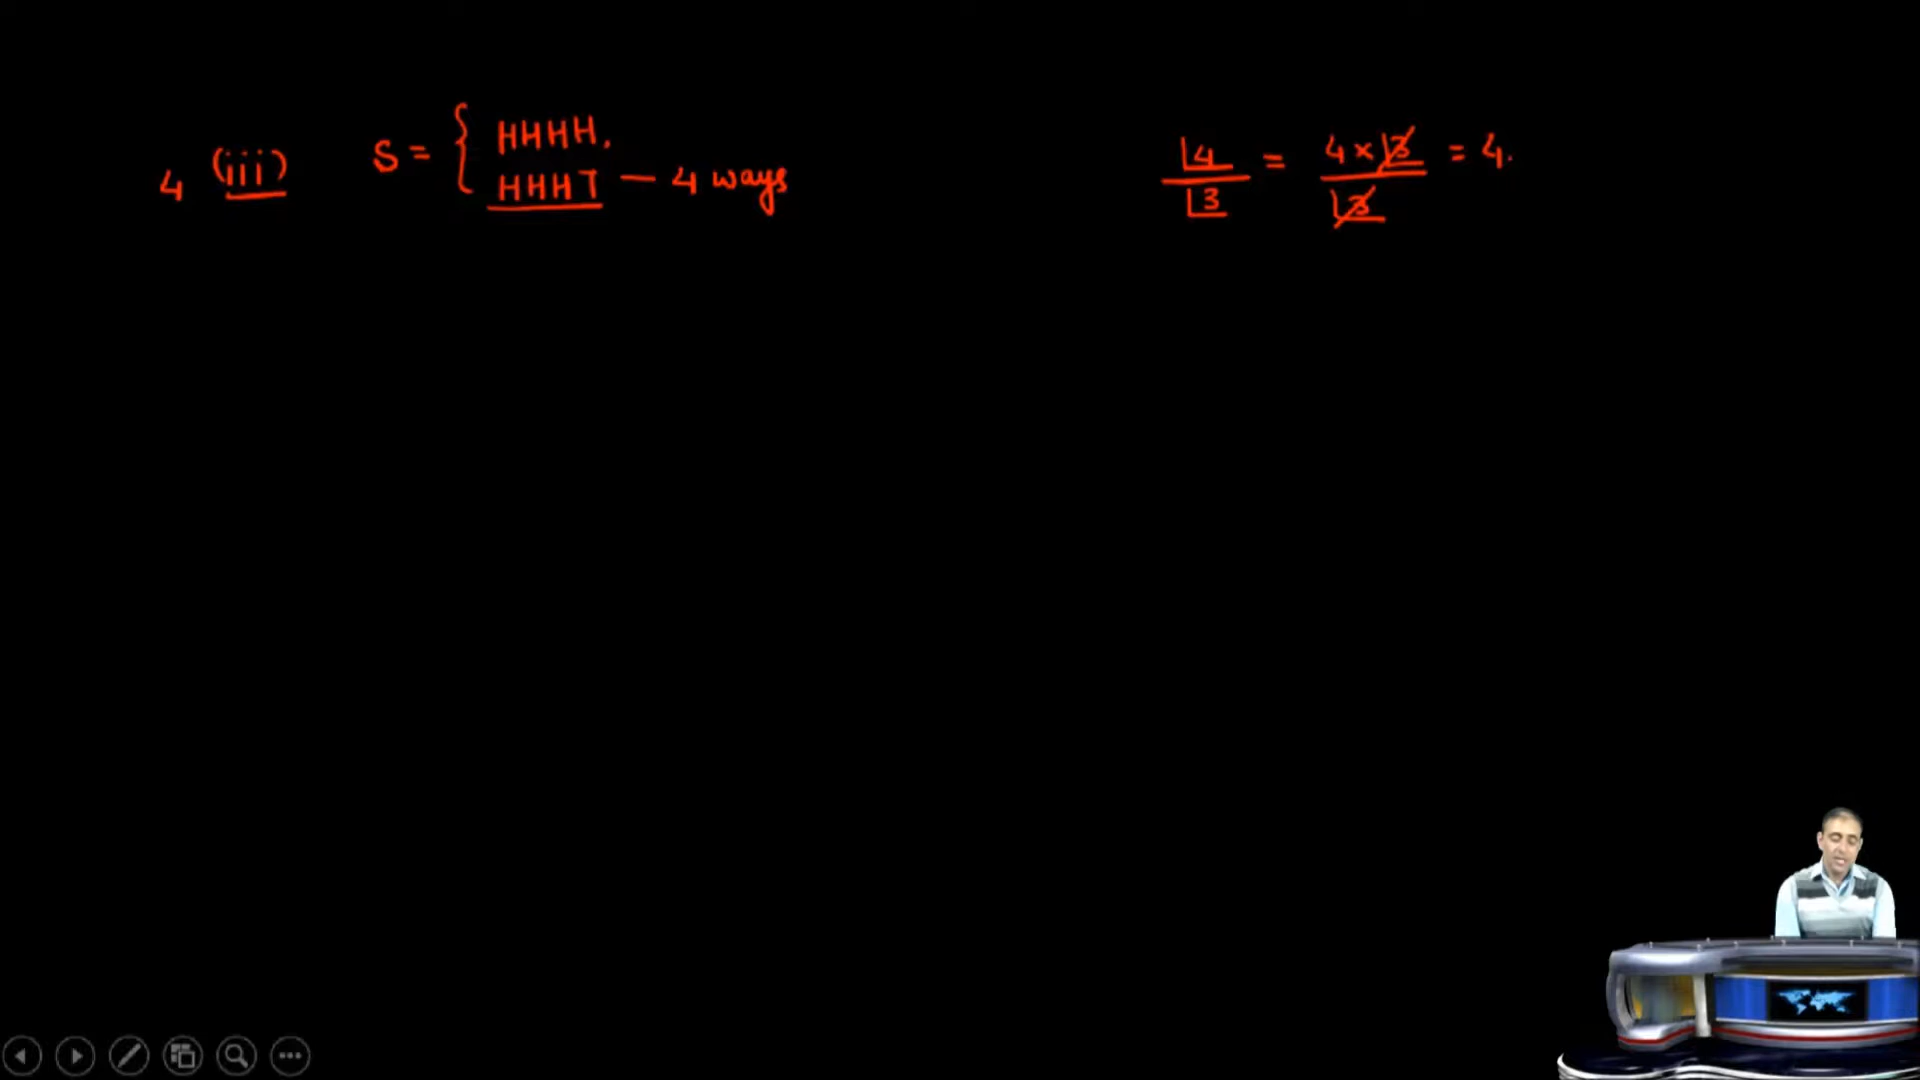 4 (iii) S = { HHHH,
HHHT — 4 ways
|4 / |3 = 4 × |3 / |3 = 4.